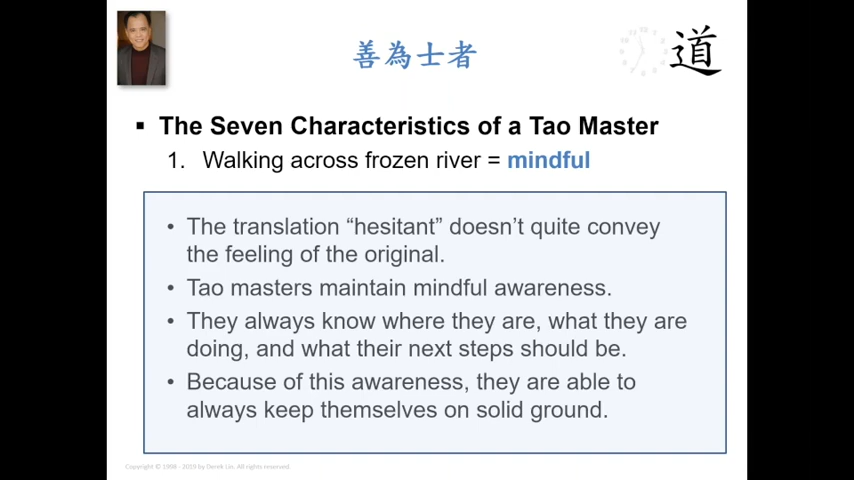 善為士者
道
▪ The Seven Characteristics of a Tao Master
1. Walking across frozen river = mindful
• The translation “hesitant” doesn’t quite convey
the feeling of the original.
• Tao masters maintain mindful awareness.
• They always know where they are, what they are
doing, and what their next steps should be.
• Because of this awareness, they are able to
always keep themselves on solid ground.
Copyright © 1998 - 2019 by Derek Lin. All rights reserved.